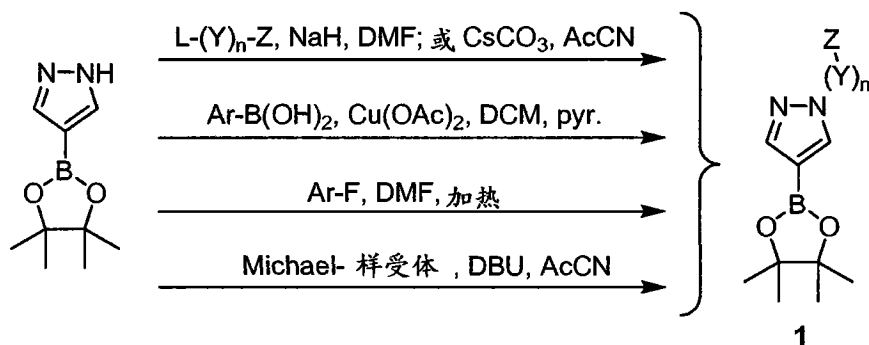 L-(Y)n-Z, NaH, DMF; 或 CsCO3, AcCN
Ar-B(OH)2, Cu(OAc)2, DCM, pyr.
Ar-F, DMF, 加热
Michael- 样受体 , DBU, AcCN
N-NH
B
O O
Z
(Y)n
N-N
B
O O
1